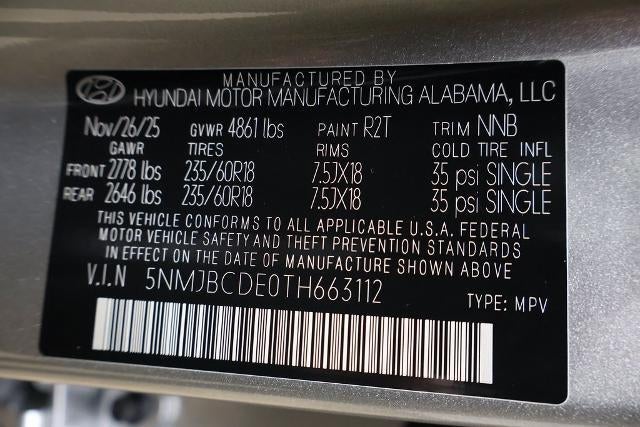 MANUFACTURED BY
HYUNDAI MOTOR MANUFACTURING ALABAMA, LLC
Nov/26/25 GVWR 4861 lbs PAINT R2T TRIM NNB
GAWR TIRES RIMS COLD TIRE INFL
FRONT 2778 lbs 235/60R18 7.5JX18 35 psi SINGLE
REAR 2646 lbs 235/60R18 7.5JX18 35 psi SINGLE
THIS VEHICLE CONFORMS TO ALL APPLICABLE U.S.A. FEDERAL
MOTOR VEHICLE SAFETY AND THEFT PREVENTION STANDARDS
IN EFFECT ON THE DATE OF MANUFACTURE SHOWN ABOVE
V.I.N 5NMJBCDE0TH663112
TYPE: MPV